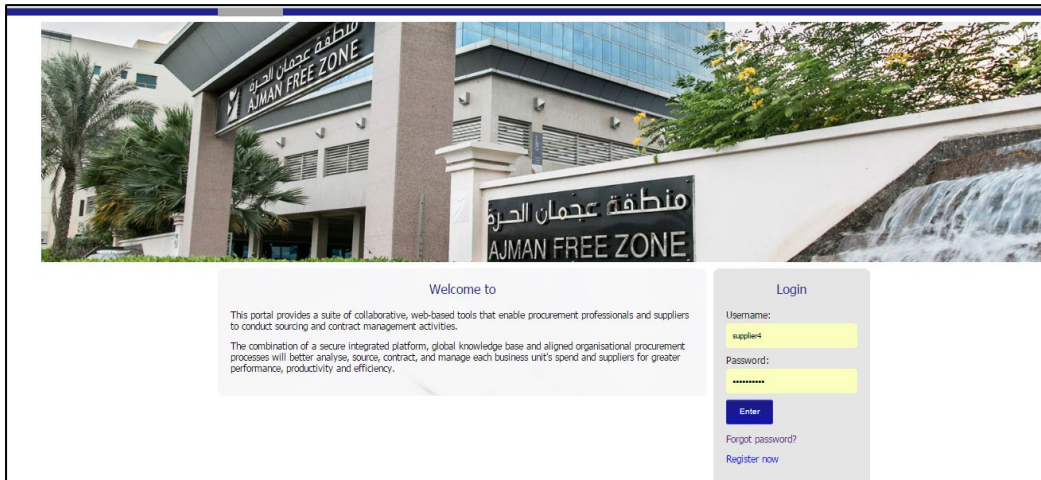 منطقة عجمان الحرة
AJMAN FREE ZONE
منطقة عجمان الحرة
AJMAN FREE ZONE
Welcome to
This portal provides a suite of collaborative, web-based tools that enable procurement professionals and suppliers
to conduct sourcing and contract management activities.
The combination of a secure integrated platform, global knowledge base and aligned organisational procurement
processes will better analyse, source, contract, and manage each business unit's spend and suppliers for greater
performance, productivity and efficiency.
Login
Username:
supplier4
Password:
••••••••••
Enter
Forgot password?
Register now